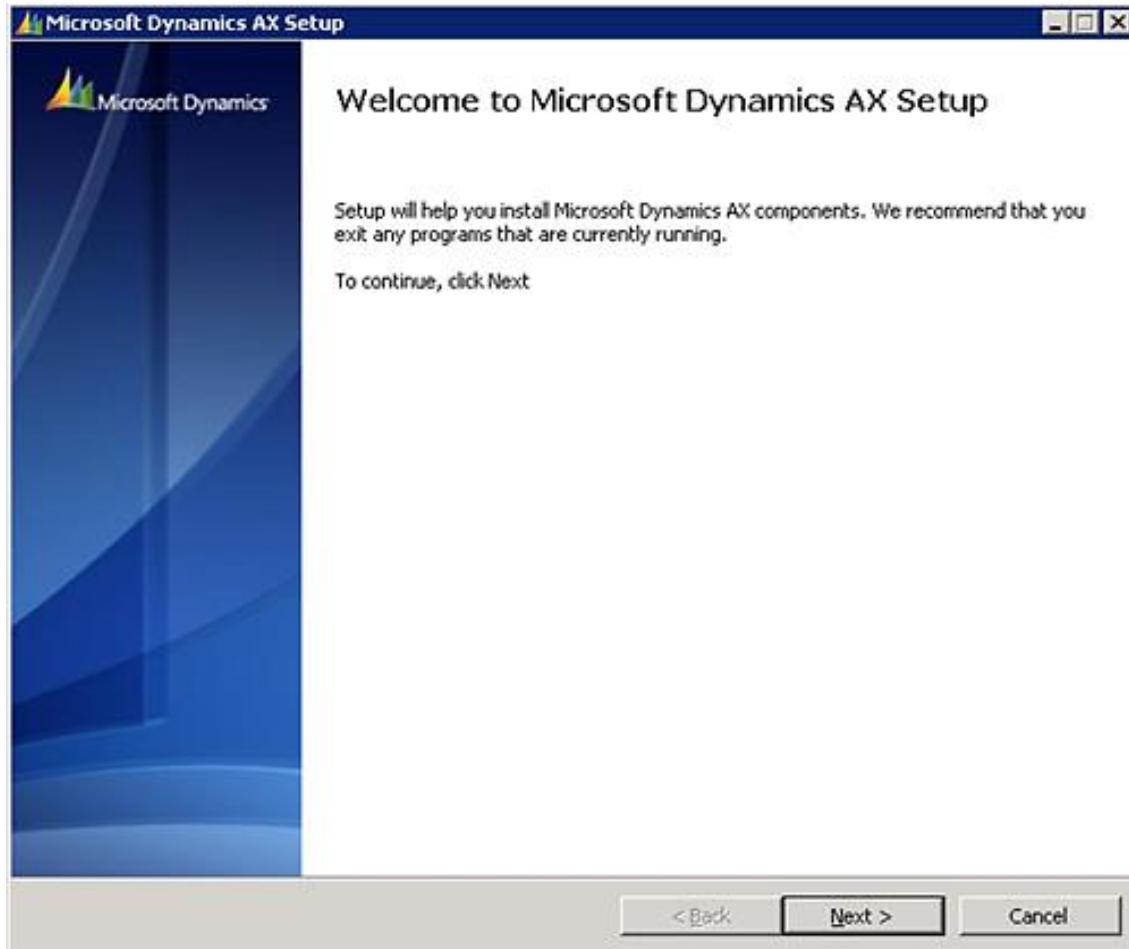 Microsoft Dynamics AX Setup
Microsoft Dynamics
Welcome to Microsoft Dynamics AX Setup
Setup will help you install Microsoft Dynamics AX components. We recommend that you
exit any programs that are currently running.
To continue, click Next
< Back
Next >
Cancel